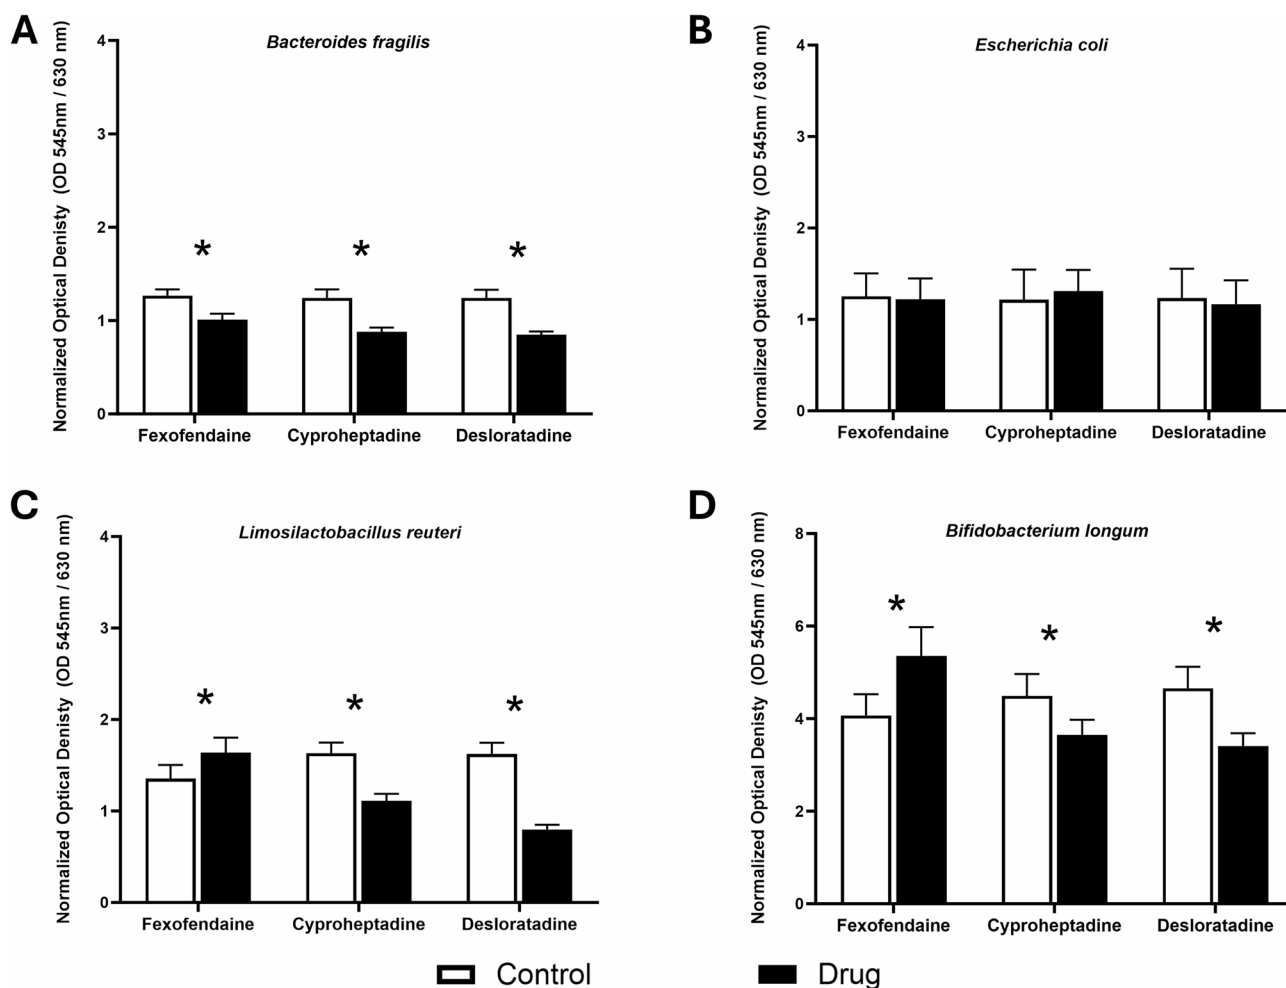 A
Bacteroides fragilis
Normalized Optical Denisty (OD 545nm / 630 nm)
4
3
2
1
0
*
*
*
Fexofendaine
Cyproheptadine
Desloratadine
B
Escherichia coli
Normalized Optical Denisty (OD 545nm / 630 nm)
4
3
2
1
0
Fexofendaine
Cyproheptadine
Desloratadine
C
Limosilactobacillus reuteri
Normalized Optical Denisty (OD 545nm / 630 nm)
4
3
2
1
0
*
*
*
Fexofendaine
Cyproheptadine
Desloratadine
D
Bifidobacterium longum
Normalized Optical Denisty (OD 545nm / 630 nm)
8
6
4
2
0
*
*
*
Fexofendaine
Cyproheptadine
Desloratadine
Control
Drug